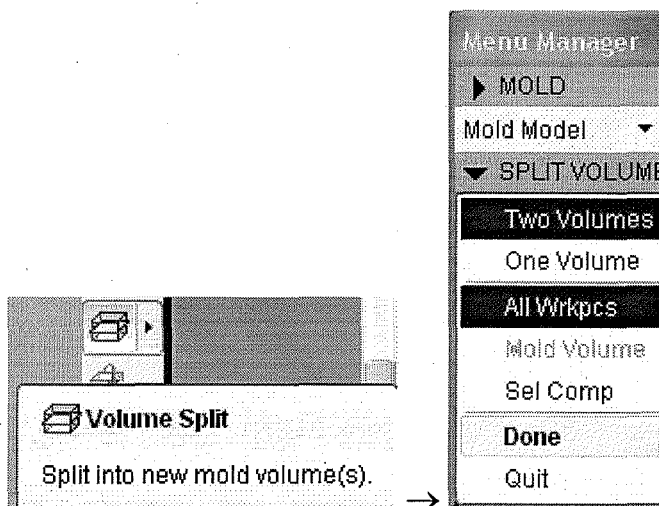 Volume Split
Split into new mold volume(s).
→
Menu Manager
MOLD
Mold Model
SPLIT VOLUME
Two Volumes
One Volume
All Wrkpcs
Mold Volume
Sel Comp
Done
Quit